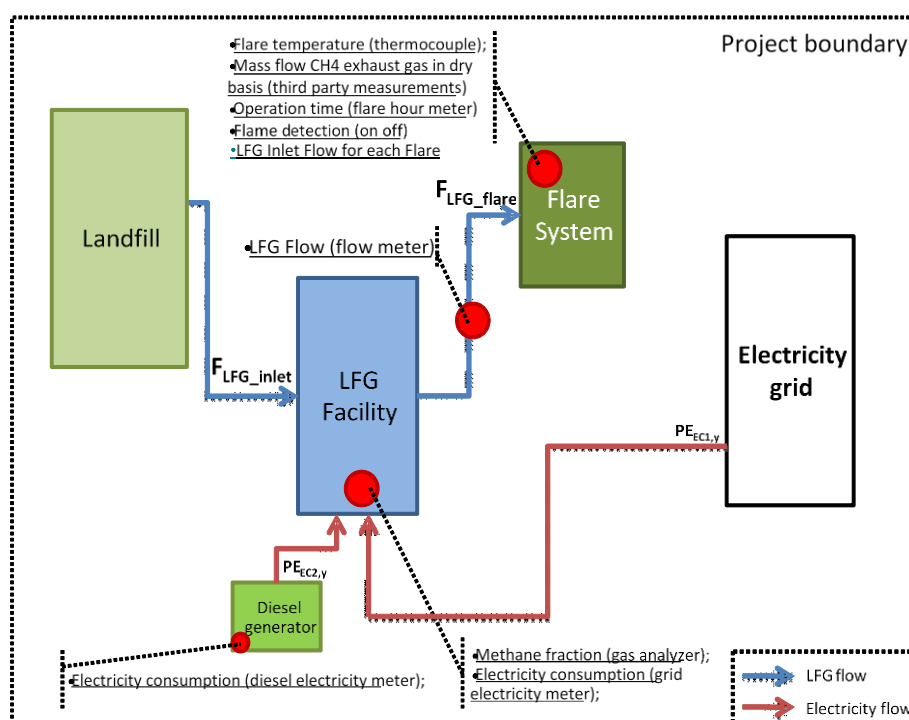 Project boundary
•Flare temperature (thermocouple);
•Mass flow CH4 exhaust gas in dry
basis (third party measurements)
•Operation time (flare hour meter)
•Flame detection (on off)
•LFG Inlet Flow for each Flare
Landfill
FLFG_flare
Flare
System
•LFG Flow (flow meter)
FLFG_inlet
LFG
Facility
Electricity
grid
PEEC1,y
PEEC2,y
Diesel
generator
•Electricity consumption (diesel electricity meter);
•Methane fraction (gas analyzer);
•Electricity consumption (grid
electricity meter);
LFG flow
Electricity flow